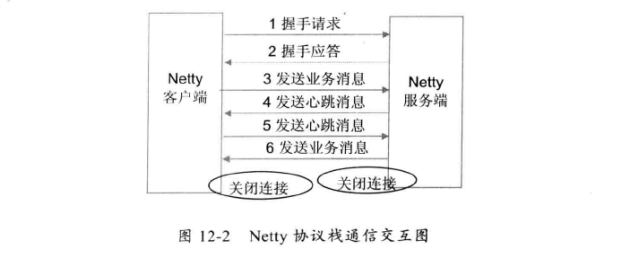 1 握手请求
2 握手应答
Netty
客户端
3 发送业务消息
4 发送心跳消息
5 发送心跳消息
6 发送业务消息
Netty
服务端
关闭连接
关闭连接
图 12-2 Netty 协议栈通信交互图